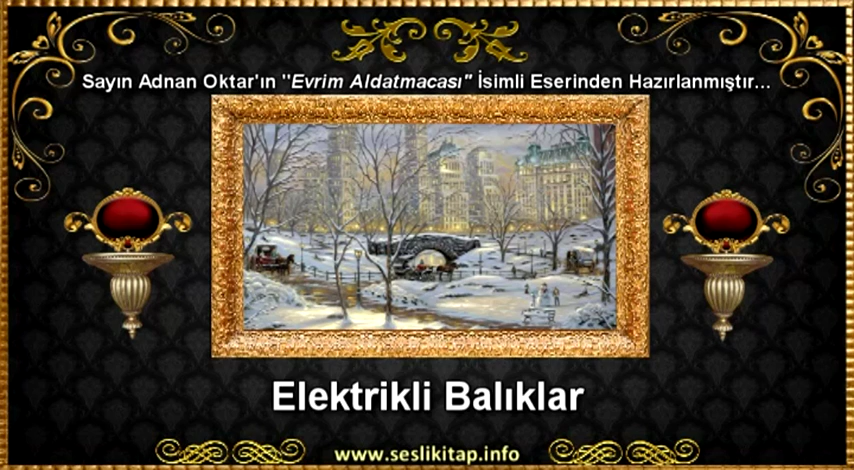 Sayın Adnan Oktar'ın "Evrim Aldatmacası" İsimli Eserinden Hazırlanmıştır...
Elektrikli Balıklar
www.seslikitap.info